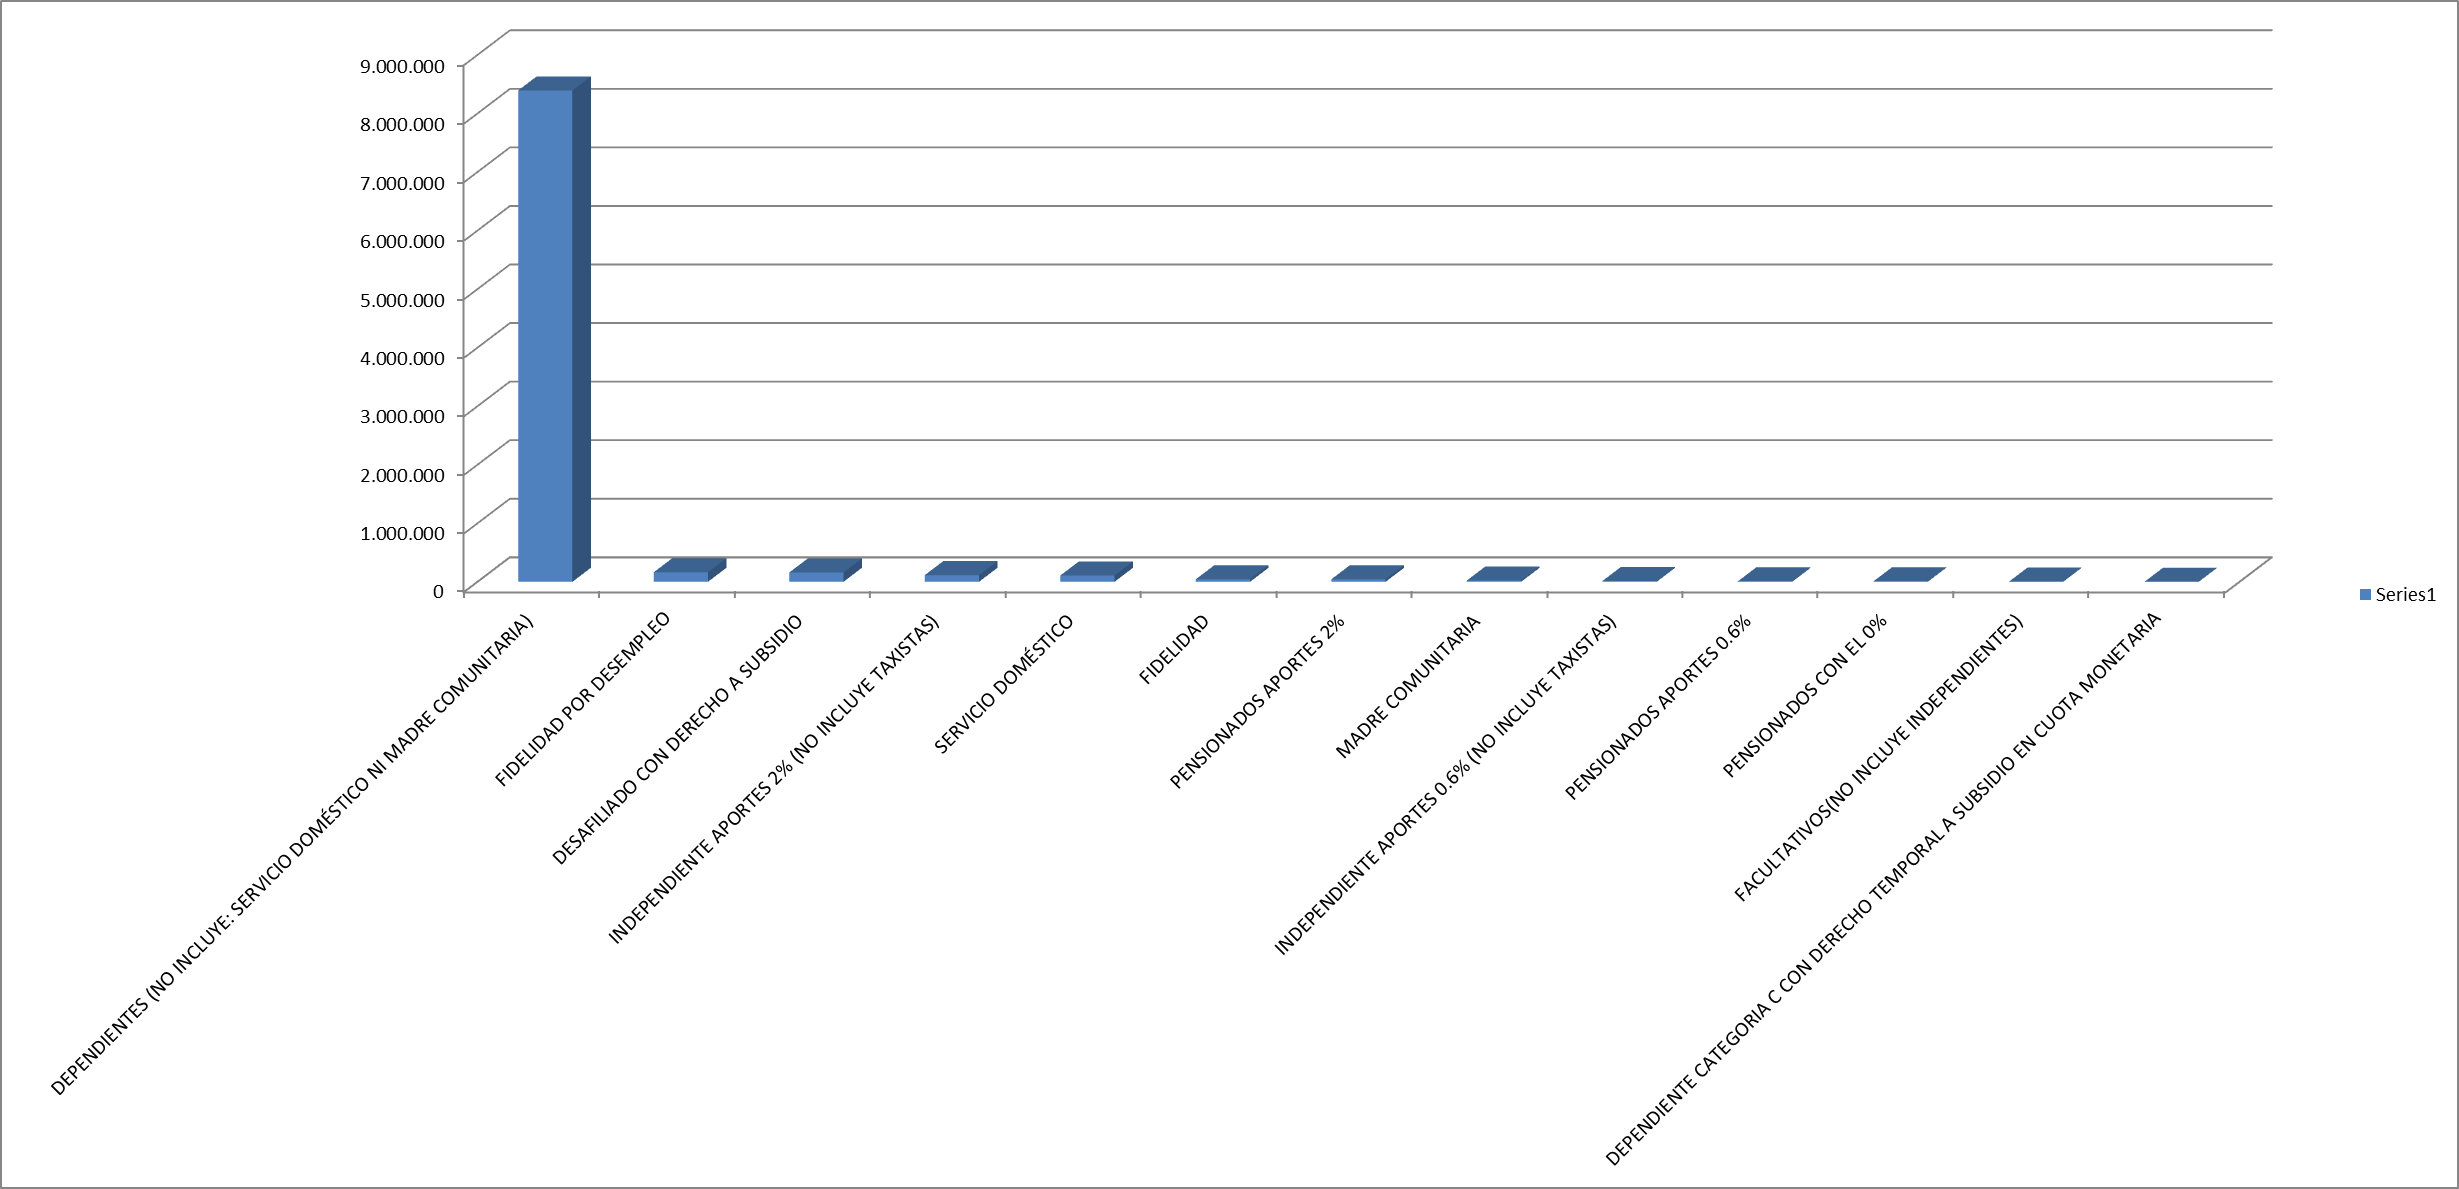 9.000.000
8.000.000
7.000.000
6.000.000
5.000.000
4.000.000
3.000.000
2.000.000
1.000.000
0
DEPENDIENTES (NO INCLUYE: SERVICIO DOMÉSTICO NI MADRE COMUNITARIA)
FIDELIDAD POR DESEMPLEO
DESAFILIADO CON DERECHO A SUBSIDIO
INDEPENDIENTE APORTES 2% (NO INCLUYE TAXISTAS)
SERVICIO DOMÉSTICO
FIDELIDAD
PENSIONADOS APORTES 2%
MADRE COMUNITARIA
INDEPENDIENTE APORTES 0.6% (NO INCLUYE TAXISTAS)
PENSIONADOS APORTES 0.6%
PENSIONADOS CON EL 0%
FACULTATIVOS(NO INCLUYE INDEPENDIENTES)
DEPENDIENTE CATEGORIA C CON DERECHO TEMPORAL A SUBSIDIO EN CUOTA MONETARIA
Series1